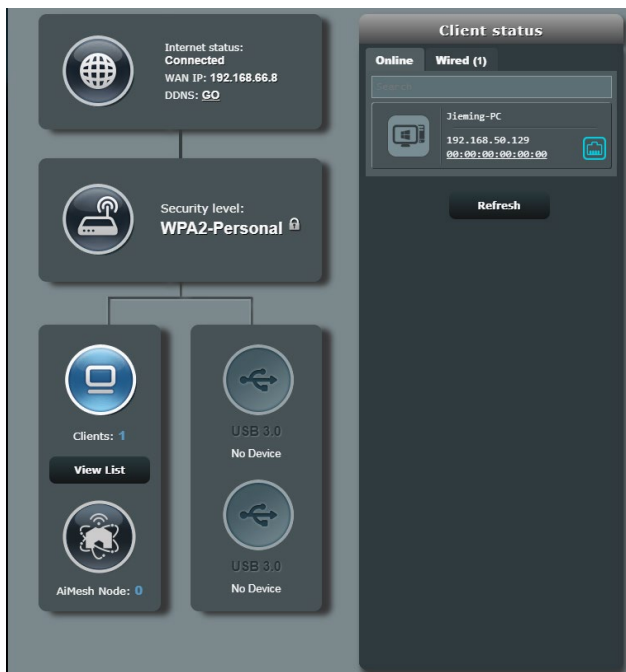 Internet status:
Connected
WAN IP: 192.168.66.8
DDNS: GO
Security level:
WPA2-Personal
Clients: 1
View List
AiMesh Node: 0
USB 3.0
No Device
USB 3.0
No Device
Client status
Online Wired (1)
Search
Jieming-PC
192.168.50.129
00:00:00:00:00:00
Refresh